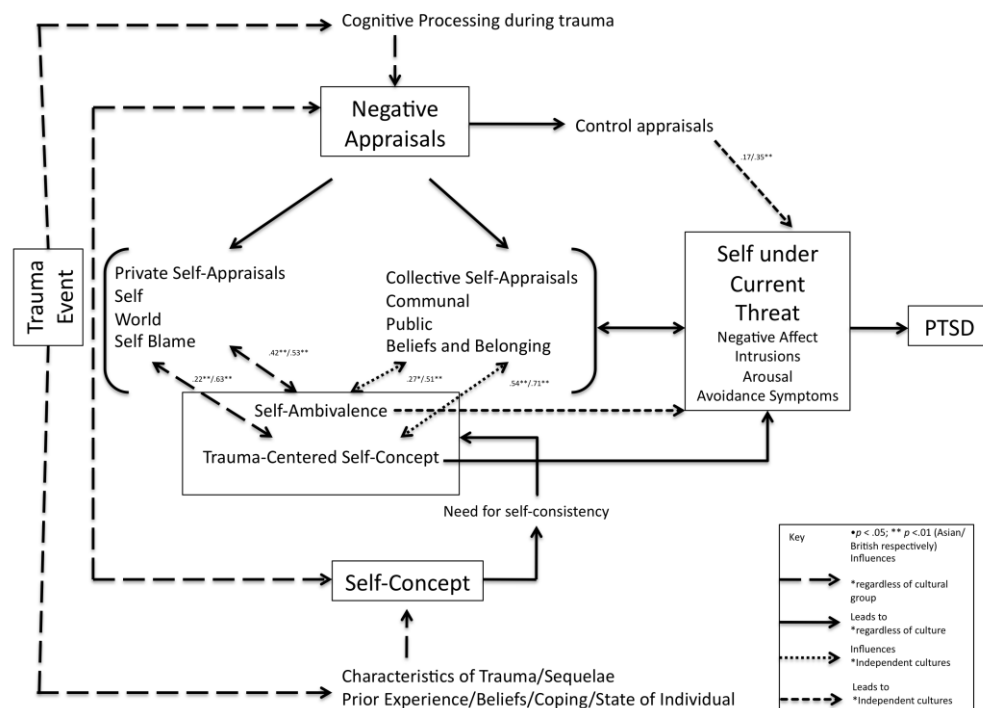 Cognitive Processing during trauma
Negative
Appraisals
Control appraisals
.17/.35**
Trauma
Event
Private Self-Appraisals
Self
World
Self Blame
Collective Self-Appraisals
Communal
Public
Beliefs and Belonging
Self under
Current
Threat
Negative Affect
Intrusions
Arousal
Avoidance Symptoms
PTSD
.42**/.53**
.22**/.63**
.27*/.51**
.54**/.71**
Self-Ambivalence
Trauma-Centered Self-Concept
Need for self-consistency
Self-Concept
Characteristics of Trauma/Sequelae
Prior Experience/Beliefs/Coping/State of Individual
Key
•p < .05; ** p <.01 (Asian/
British respectively)
Influences
*regardless of cultural
group
Leads to
*regardless of culture
Influences
*Independent cultures
Leads to
*Independent cultures